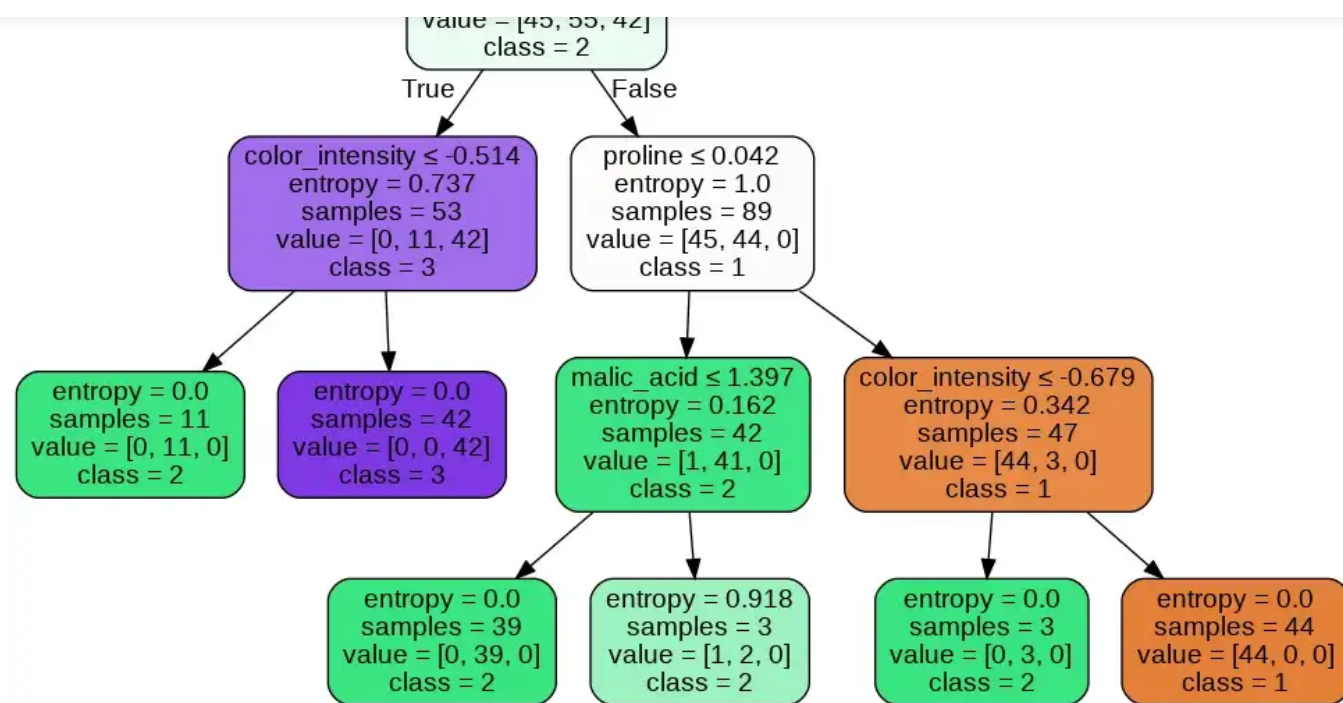 value = [45, 55, 42]
class = 2
True
False
color_intensity ≤ -0.514
entropy = 0.737
samples = 53
value = [0, 11, 42]
class = 3
proline ≤ 0.042
entropy = 1.0
samples = 89
value = [45, 44, 0]
class = 1
entropy = 0.0
samples = 11
value = [0, 11, 0]
class = 2
entropy = 0.0
samples = 42
value = [0, 0, 42]
class = 3
malic_acid ≤ 1.397
entropy = 0.162
samples = 42
value = [1, 41, 0]
class = 2
color_intensity ≤ -0.679
entropy = 0.342
samples = 47
value = [44, 3, 0]
class = 1
entropy = 0.0
samples = 39
value = [0, 39, 0]
class = 2
entropy = 0.918
samples = 3
value = [1, 2, 0]
class = 2
entropy = 0.0
samples = 3
value = [0, 3, 0]
class = 2
entropy = 0.0
samples = 44
value = [44, 0, 0]
class = 1